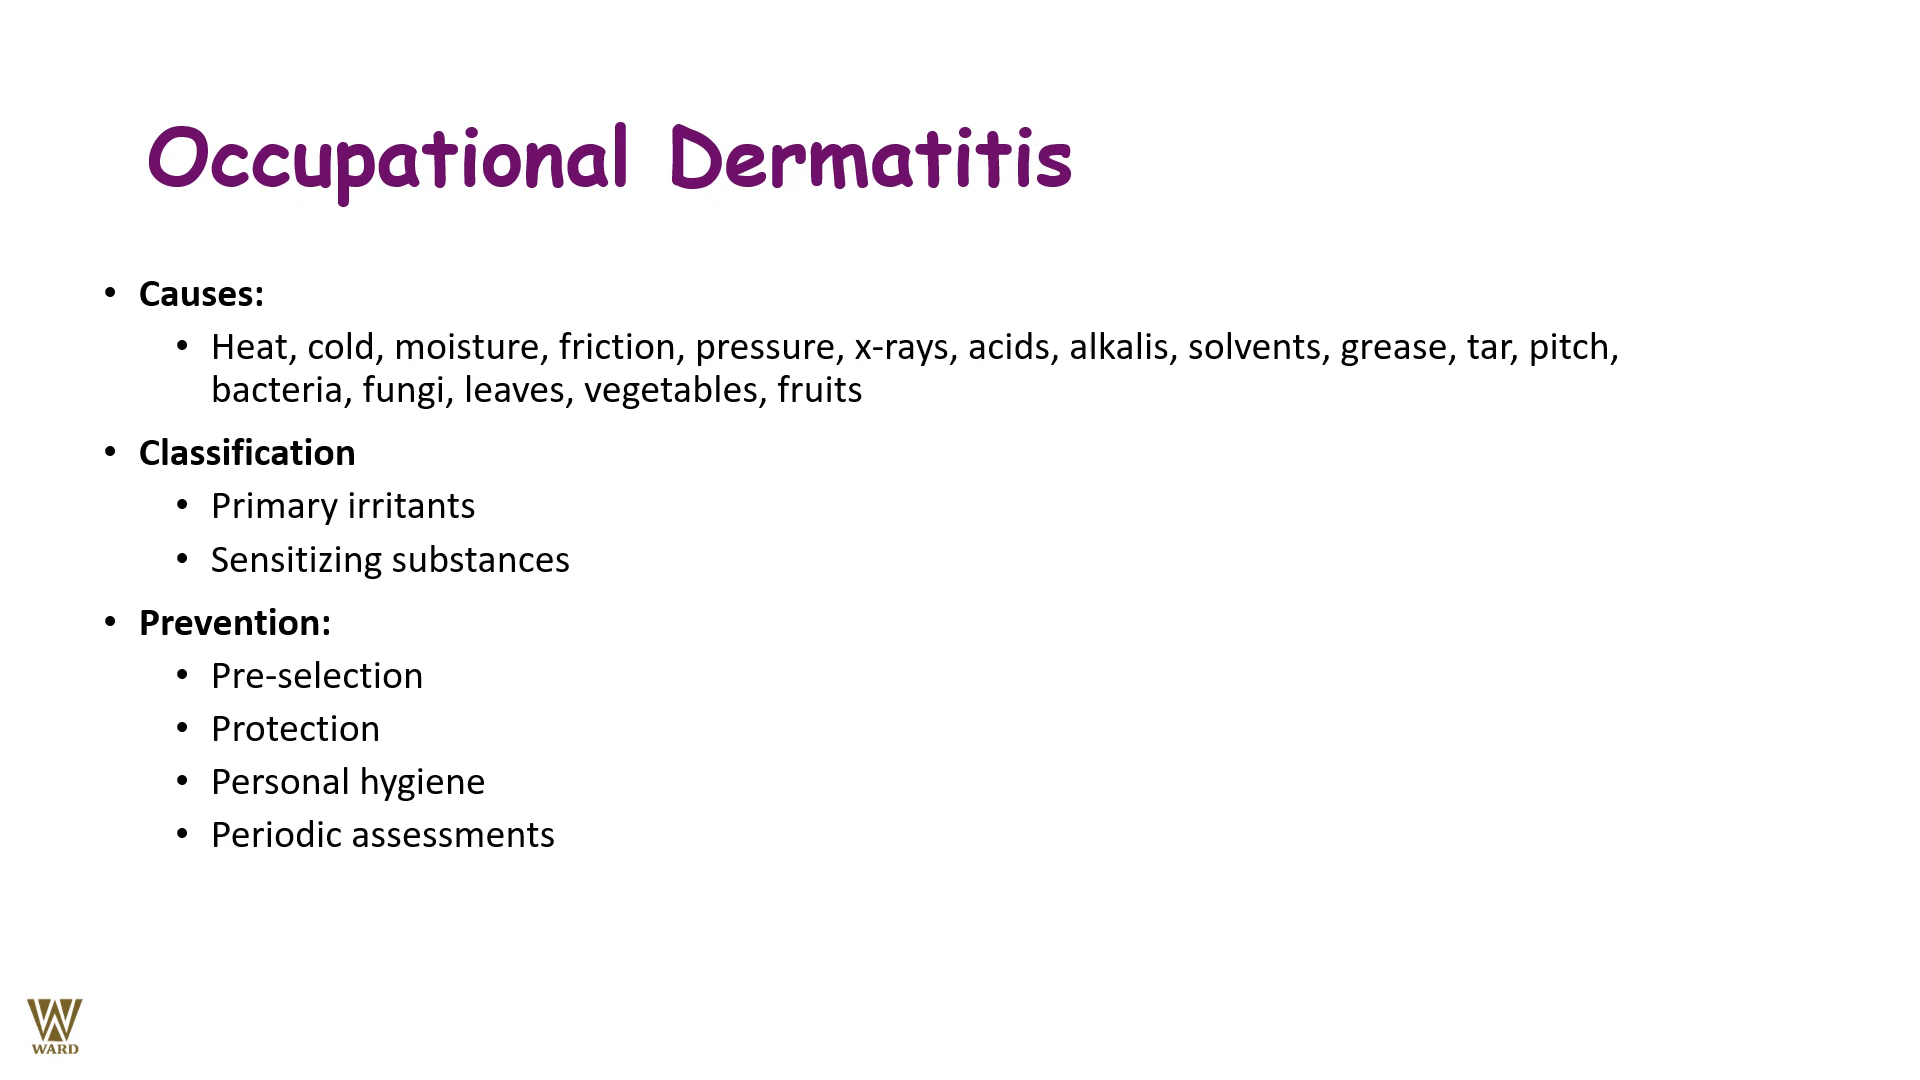 Occupational Dermatitis
• Causes:
• Heat, cold, moisture, friction, pressure, x-rays, acids, alkalis, solvents, grease, tar, pitch,
bacteria, fungi, leaves, vegetables, fruits
• Classification
• Primary irritants
• Sensitizing substances
• Prevention:
• Pre-selection
• Protection
• Personal hygiene
• Periodic assessments
WARD